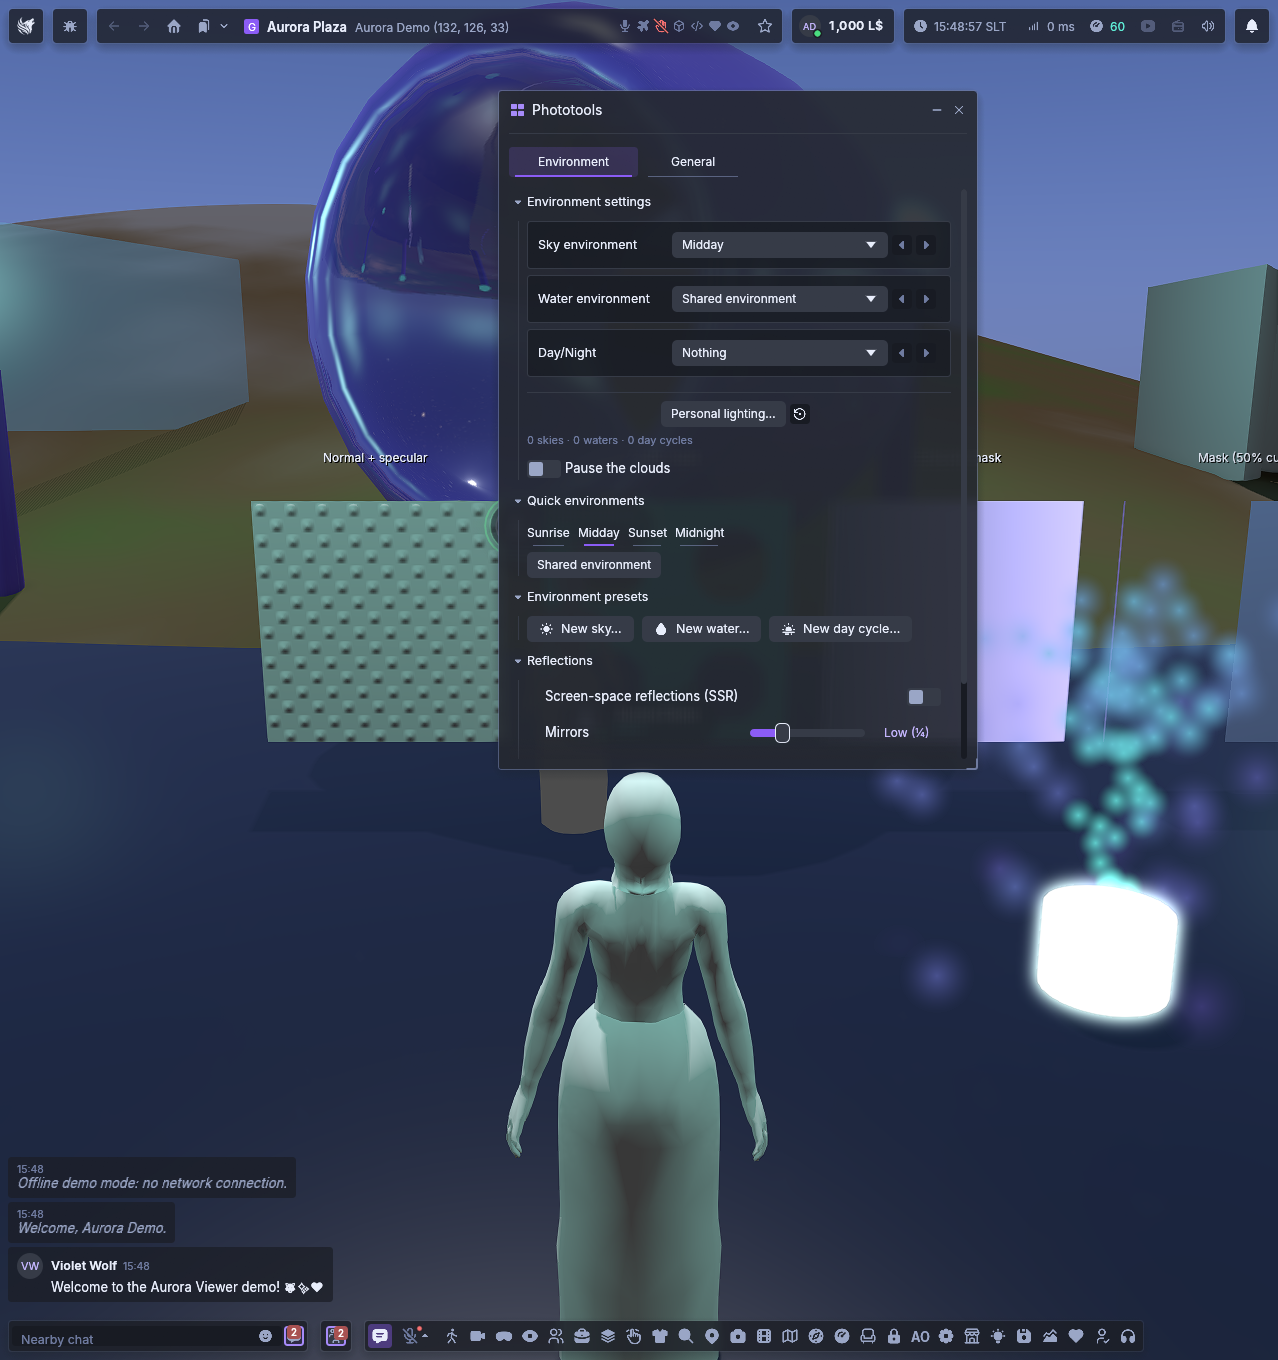 Aurora Plaza Aurora Demo (132, 126, 33)
AD 1,000 L$
15:48:57 SLT 0 ms 60
Phototools
Environment General
Environment settings
Sky environment Midday
Water environment Shared environment
Day/Night Nothing
Personal lighting...
0 skies · 0 waters · 0 day cycles
Pause the clouds
Quick environments
Sunrise Midday Sunset Midnight
Shared environment
Environment presets
New sky... New water... New day cycle...
Reflections
Screen-space reflections (SSR)
Mirrors Low (¼)
Normal + specular
Mask (50% cu
15:48
Offline demo mode: no network connection.
15:48
Welcome, Aurora Demo.
VW Violet Wolf 15:48
Welcome to the Aurora Viewer demo!
Nearby chat 2 2 AO